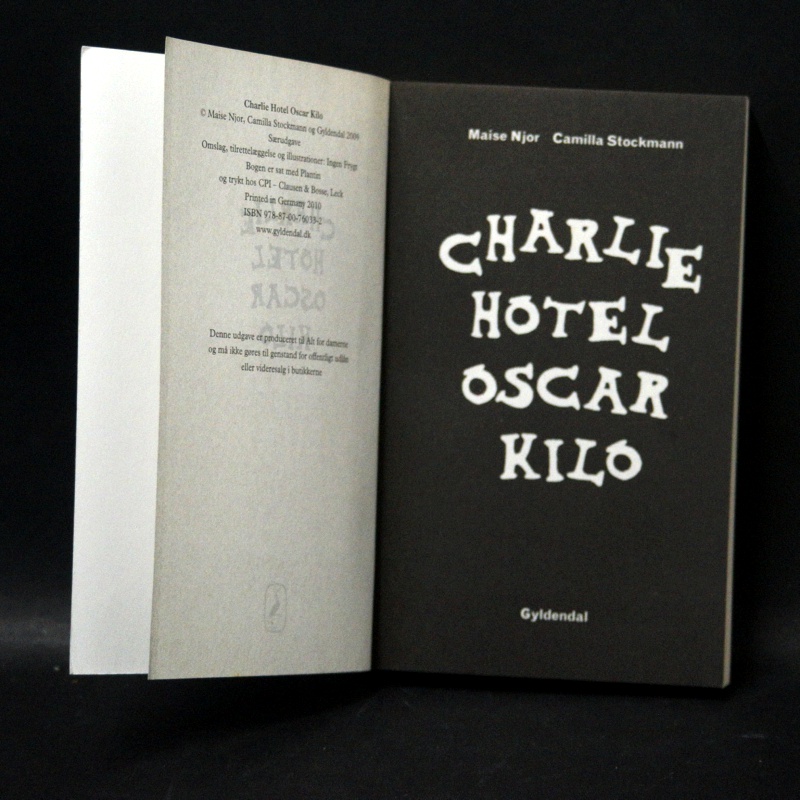 Charlie Hotel Oscar Kilo
© Maise Njor, Camilla Stockmann og Gyldendal 2009
Særudgave
Omslag, tilrettelæggelse og illustrationer: Ingen Frygt
Bogen er sat med Plantin
og trykt hos CPI – Clausen & Bosse, Leck
Printed in Germany 2010
ISBN 978-87-00-76033-2
www.gyldendal.dk
Denne udgave er produceret til Alt for damerne
og må ikke gøres til genstand for offentligt udlån
eller videresalg i butikkerne
Maise Njor Camilla Stockmann
CHARLIE
HOTEL
OSCAR
KILO
Gyldendal